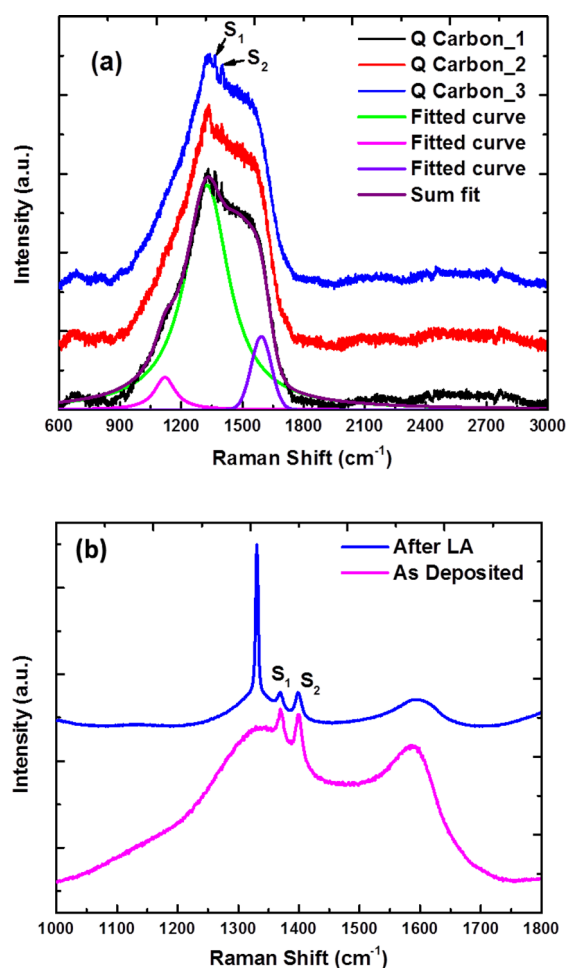 S1
S2
(a)
Q Carbon_1
Q Carbon_2
Q Carbon_3
Fitted curve
Fitted curve
Fitted curve
Sum fit
Intensity (a.u.)
600 900 1200 1500 1800 2100 2400 2700 3000
Raman Shift (cm-1)
(b)
After LA
As Deposited
S1
S2
Intensity (a.u.)
1000 1100 1200 1300 1400 1500 1600 1700 1800
Raman Shift (cm-1)